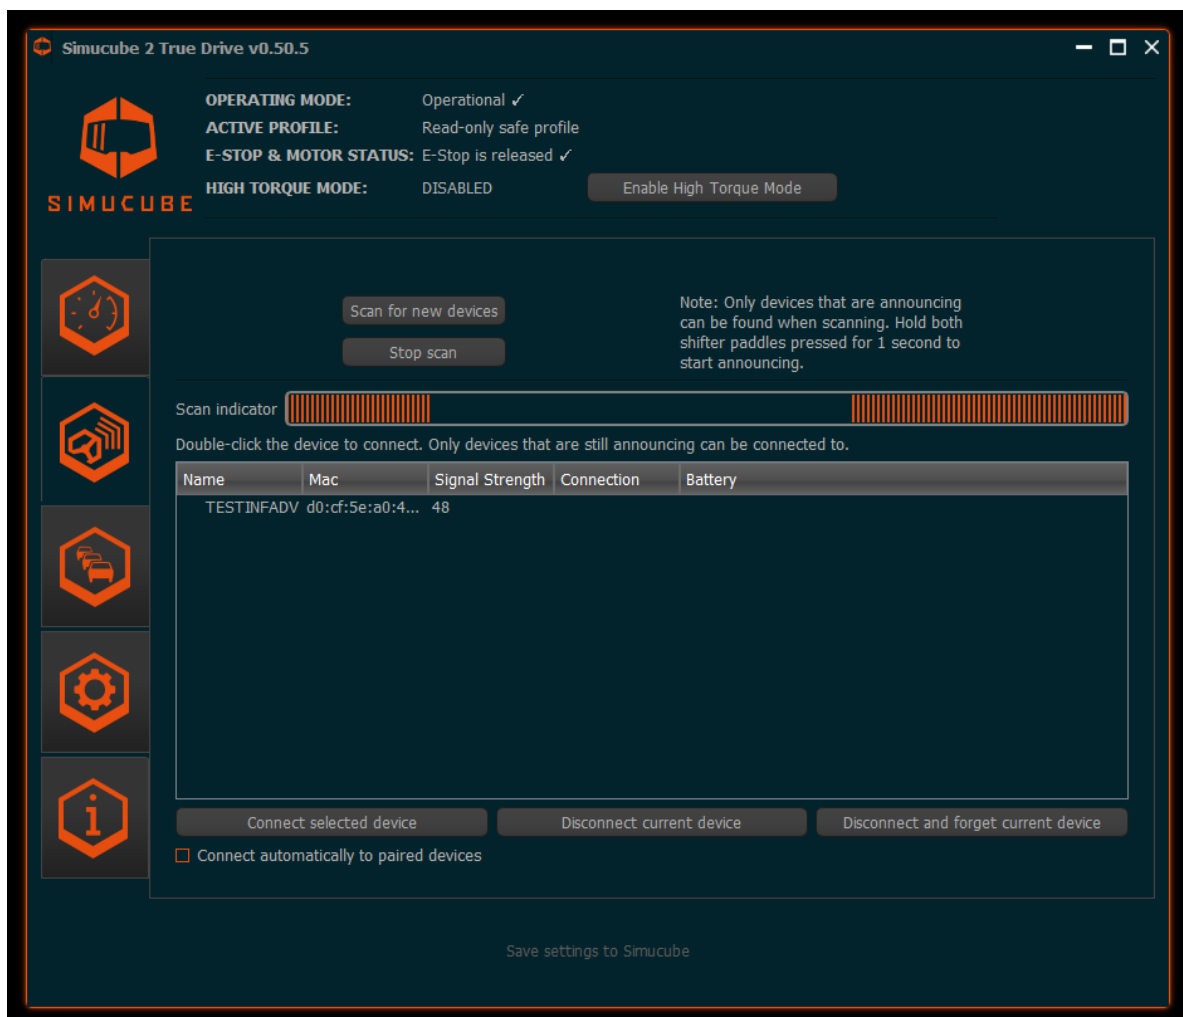 Simucube 2 True Drive v0.50.5
SIMUCUBE
OPERATING MODE: Operational ✓
ACTIVE PROFILE: Read-only safe profile
E-STOP & MOTOR STATUS: E-Stop is released ✓
HIGH TORQUE MODE: DISABLED Enable High Torque Mode
Scan for new devices
Stop scan
Note: Only devices that are announcing
can be found when scanning. Hold both
shifter paddles pressed for 1 second to
start announcing.
Scan indicator
Double-click the device to connect. Only devices that are still announcing can be connected to.
Name Mac Signal Strength Connection Battery
TESTINFADV d0:cf:5e:a0:4... 48
Connect selected device Disconnect current device Disconnect and forget current device
Connect automatically to paired devices
Save settings to Simucube